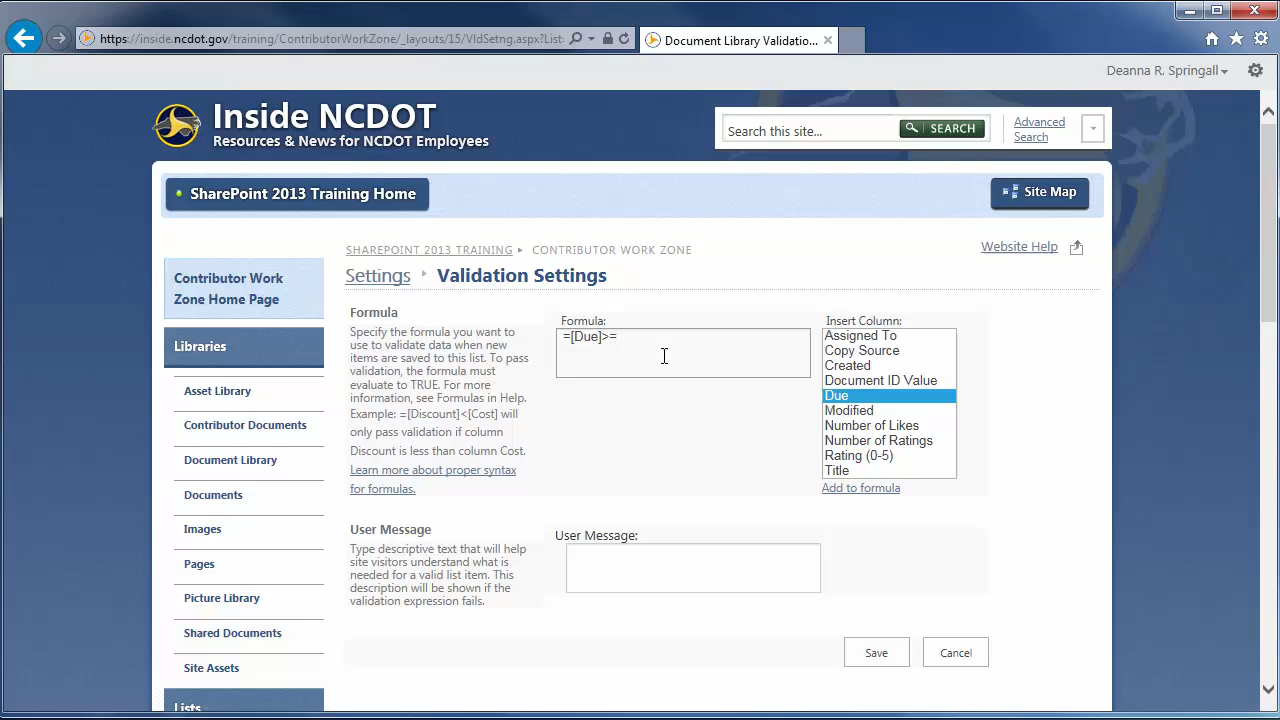 https://inside.ncdot.gov/training/ContributorWorkZone/_layouts/15/VldSetng.aspx?List=
Document Library Validatio...
Deanna R. Springall
Inside NCDOT
Resources & News for NCDOT Employees
Search this site...
SEARCH
Advanced
Search
SharePoint 2013 Training Home
Site Map
SHAREPOINT 2013 TRAINING
CONTRIBUTOR WORK ZONE
Website Help
Settings
Validation Settings
Contributor Work
Zone Home Page
Libraries
Asset Library
Contributor Documents
Document Library
Documents
Images
Pages
Picture Library
Shared Documents
Site Assets
Lists
Formula
Specify the formula you want to
use to validate data when new
items are saved to this list. To pass
validation, the formula must
evaluate to TRUE. For more
information, see Formulas in Help.
Example: =[Discount]<[Cost] will
only pass validation if column
Discount is less than column Cost.
Learn more about proper syntax
for formulas.
Formula:
=[Due]>=
Insert Column:
Assigned To
Copy Source
Created
Document ID Value
Due
Modified
Number of Likes
Number of Ratings
Rating (0-5)
Title
Add to formula
User Message
Type descriptive text that will help
site visitors understand what is
needed for a valid list item. This
description will be shown if the
validation expression fails.
User Message:
Save
Cancel